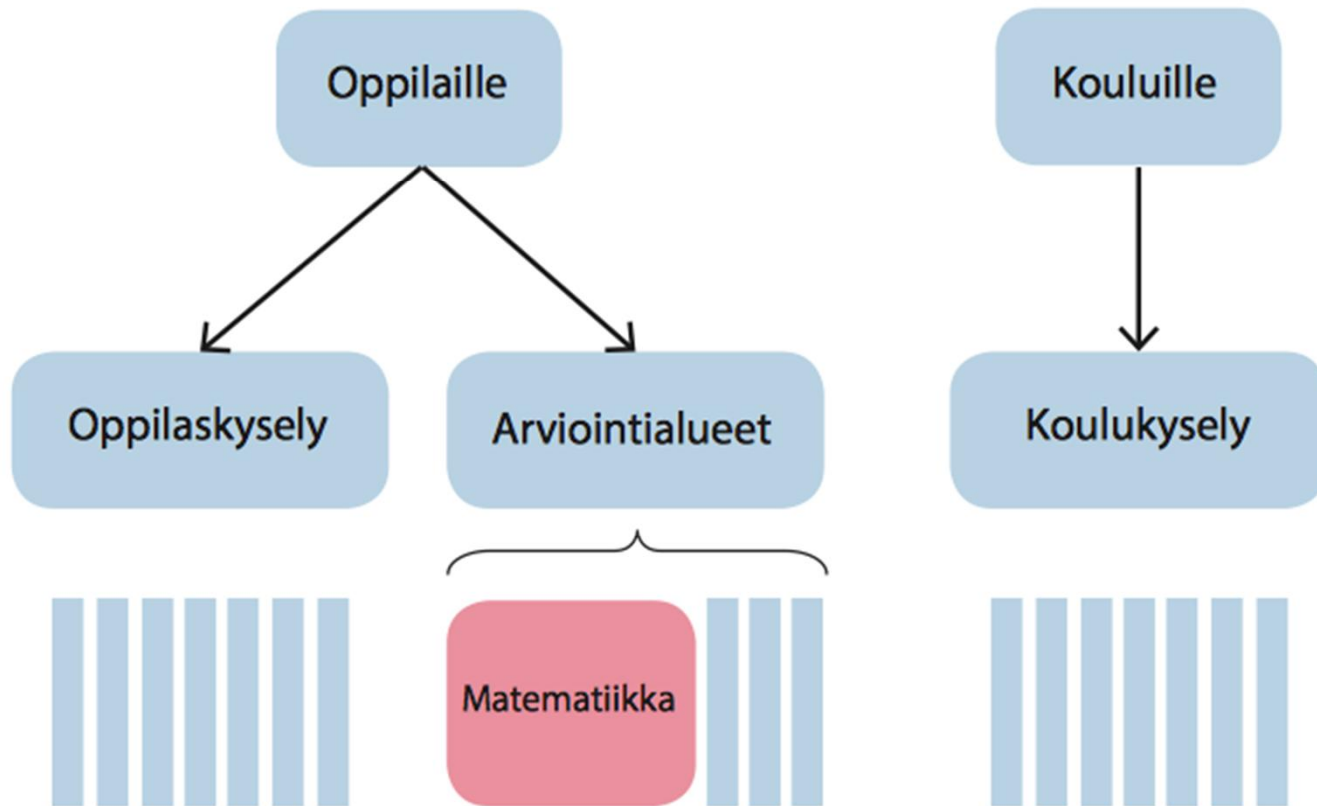 Oppilaille
Kouluille
Oppilaskysely
Arviointialueet
Koulukysely
Matematiikka